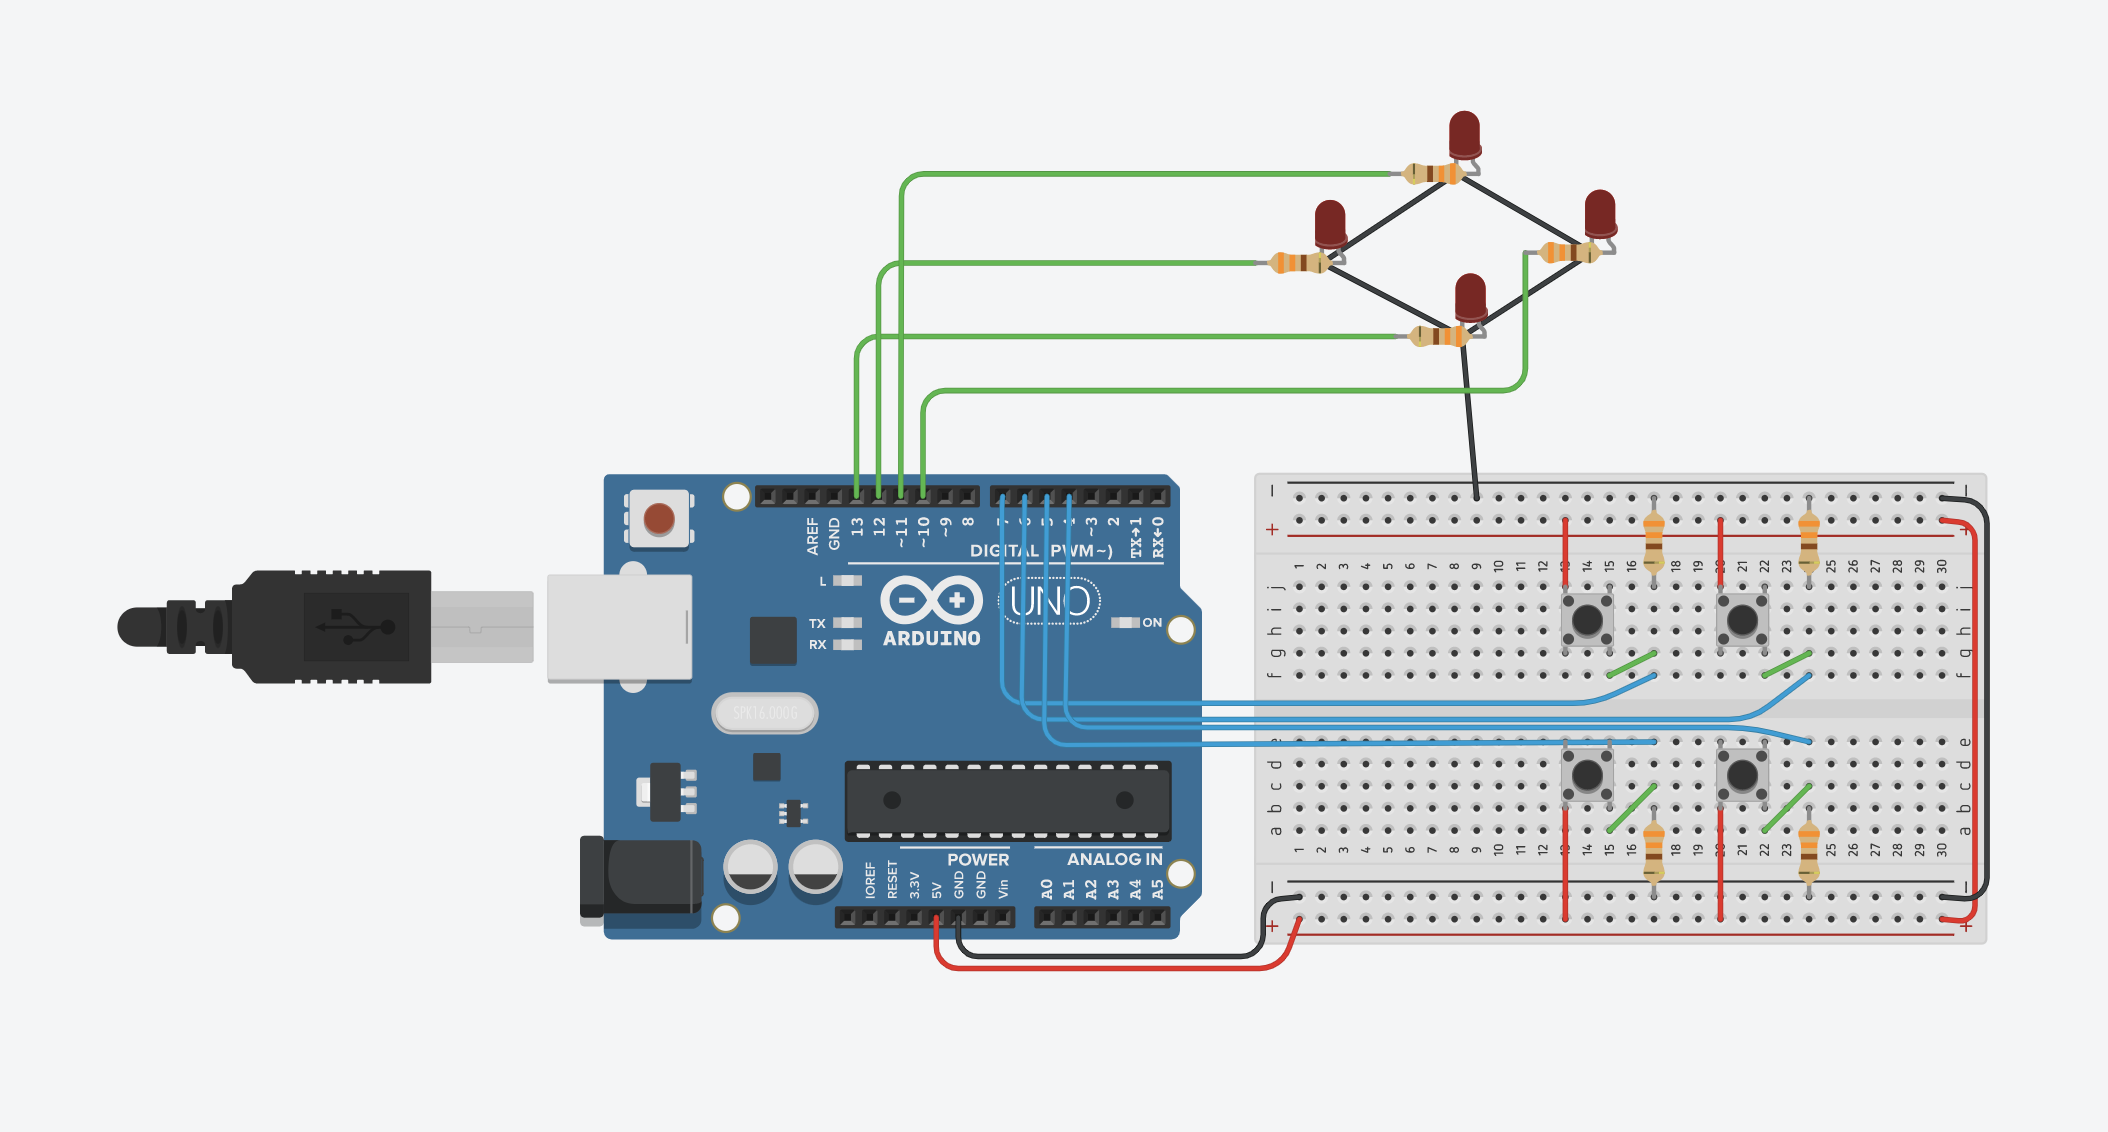 AREF
GND
13
12
~11
~10
~9
8
7
6
5
4
~3
2
TX→1
RX←0
DIGITAL (PWM~)
L
TX
RX
ARDUINO
UNO
ON
SPKT6.000G
POWER
ANALOG IN
IOREF
RESET
3.3V
5V
GND
GND
Vin
A0
A1
A2
A3
A4
A5
− −
+ +
1 2 3 4 5 6 7 8 9 10 11 12 13 14 15 16 18 19 20 21 22 23 25 26 27 28 29 30
j j
i i
h h
g g
f f
e e
d d
c c
b b
a a
1 2 3 4 5 6 7 8 9 10 11 12 13 14 15 16 18 19 20 21 22 23 25 26 27 28 29 30
− −
+ +